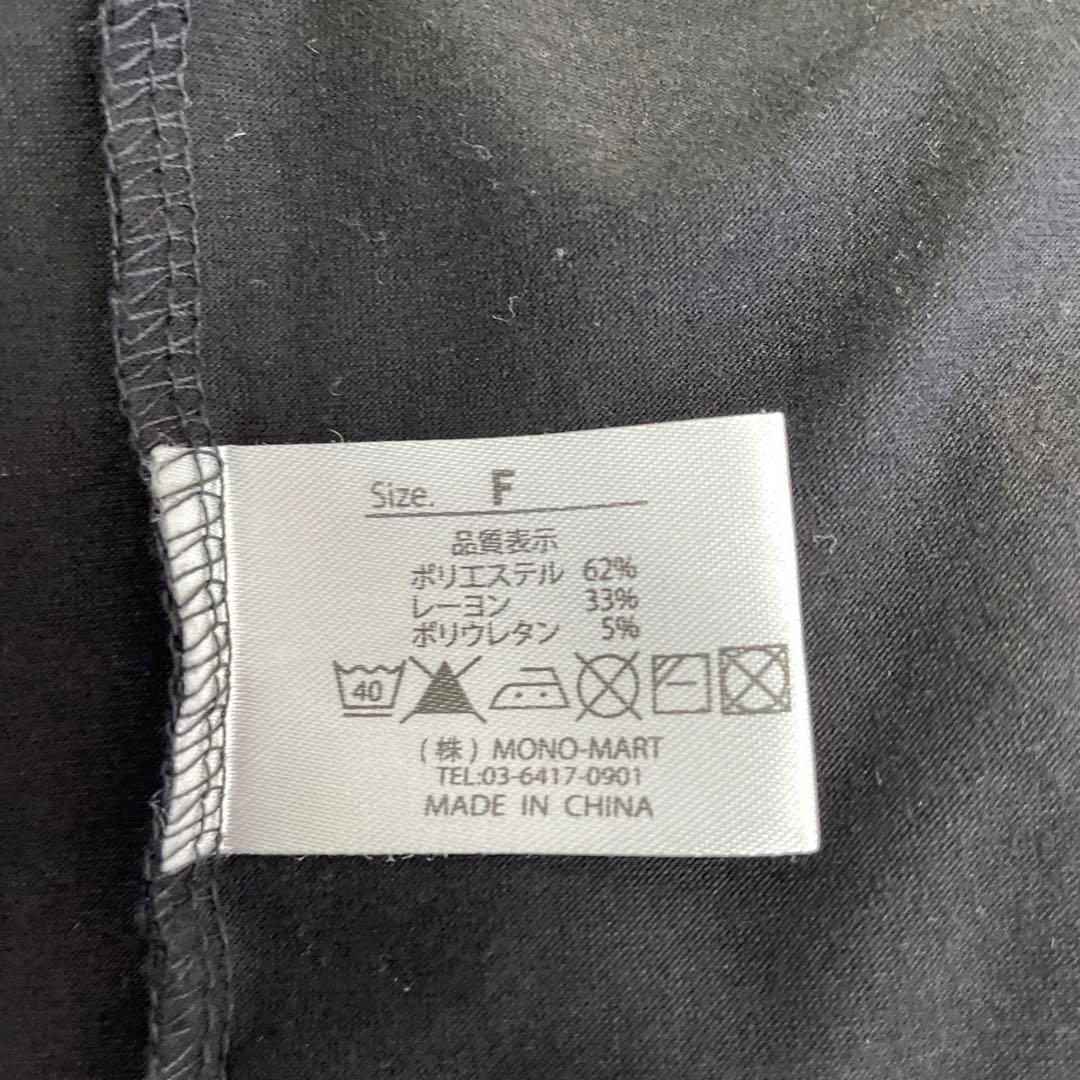 Size. F
品質表示
ポリエステル 62%
レーヨン 33%
ポリウレタン 5%
40
(株) MONO-MART
TEL:03-6417-0901
MADE IN CHINA